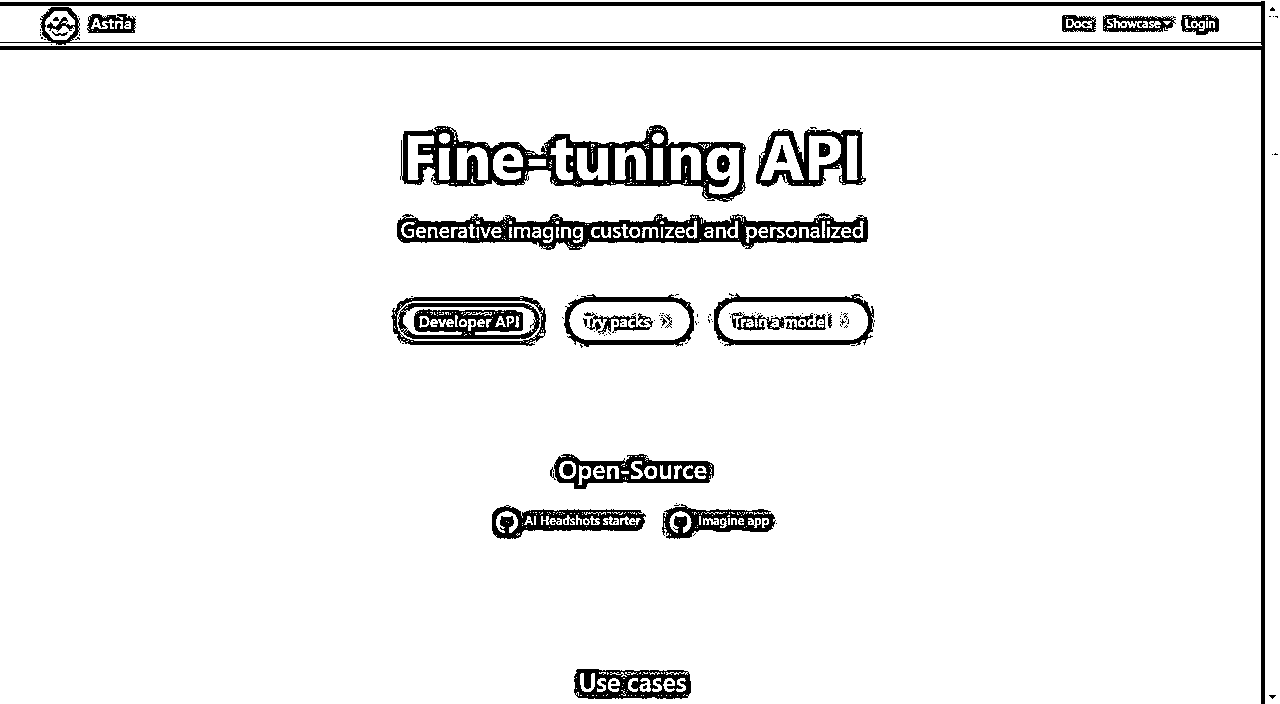 Astria
Docs Showcase Login
Fine-tuning API
Generative imaging customized and personalized
Developer API
Try packs
Train a model
Open-Source
AI Headshots starter
Imagine app
Use cases